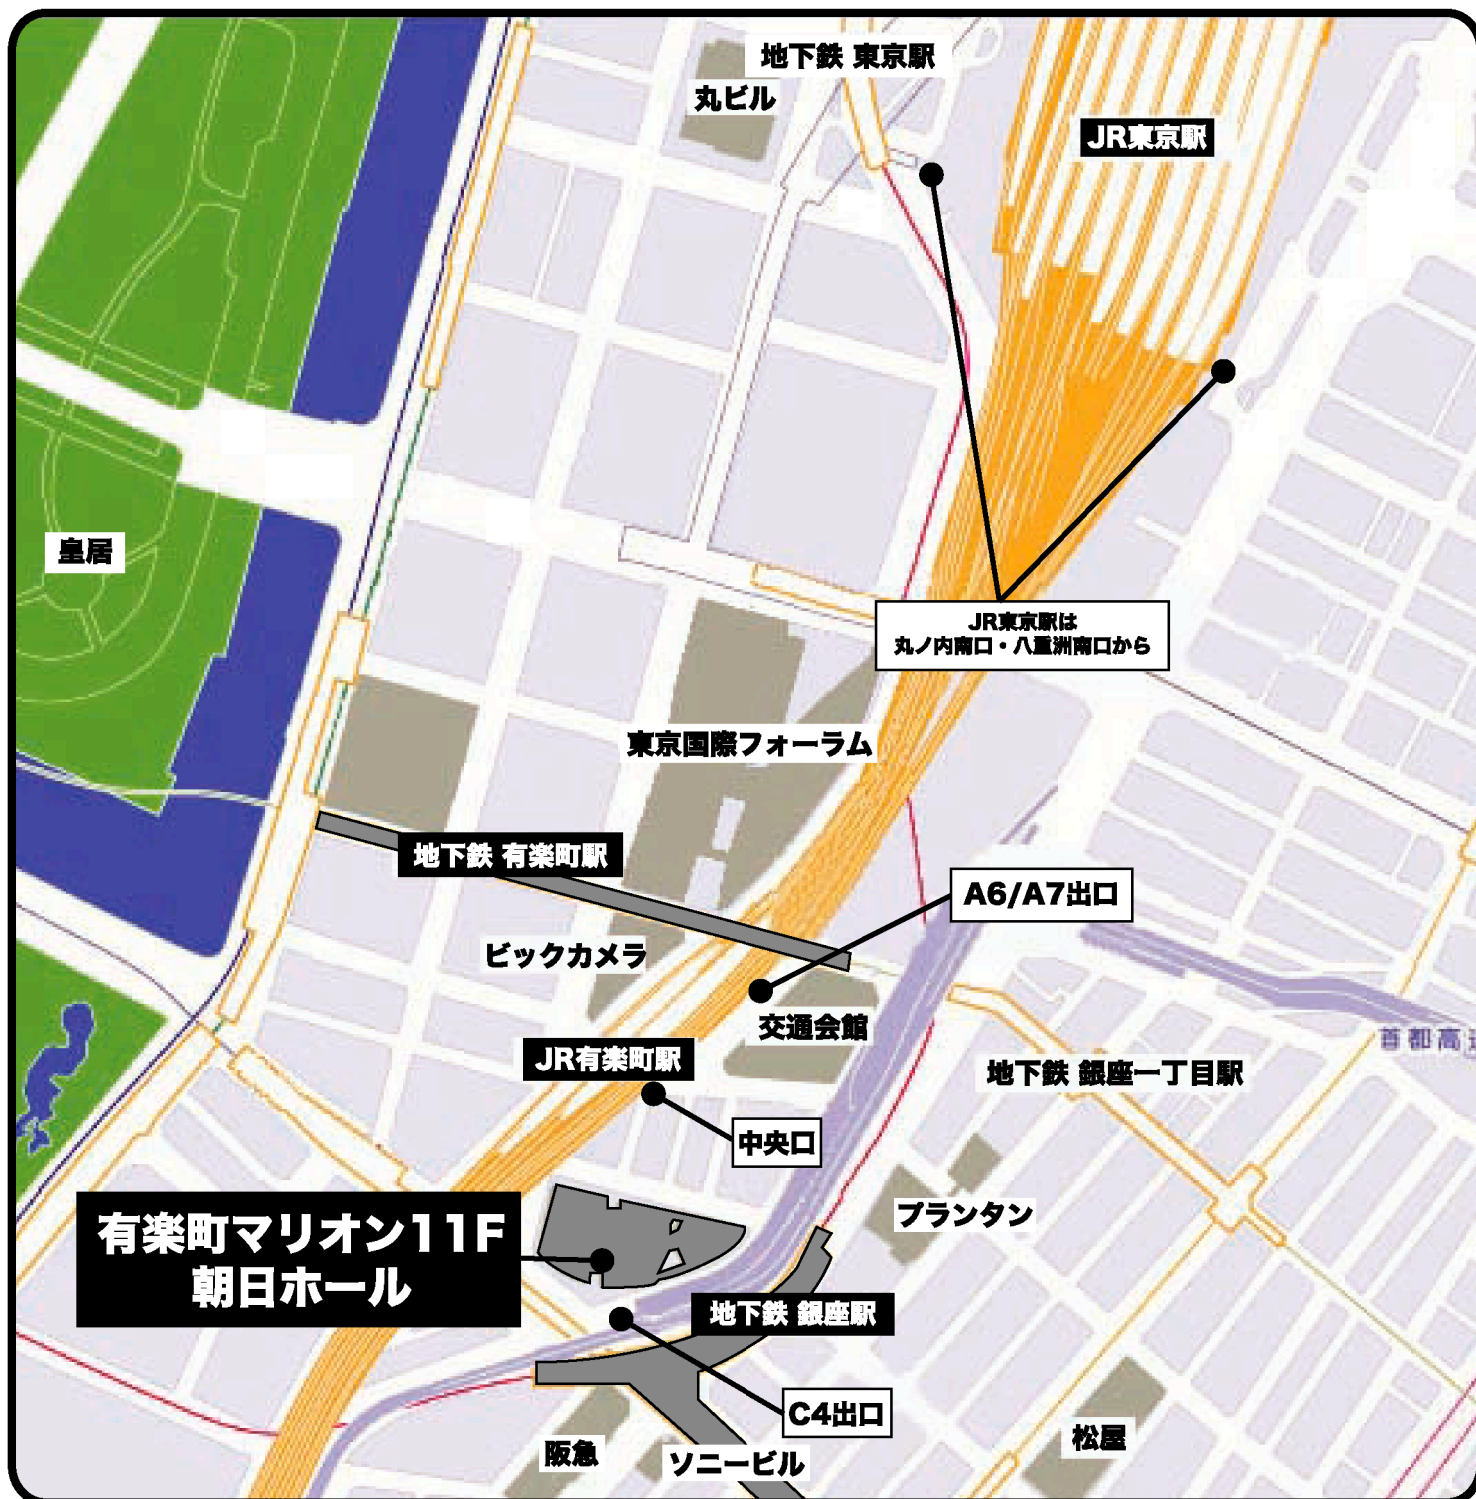 地下鉄 東京駅
丸ビル
JR東京駅
皇居
JR東京駅は
丸ノ内南口・八重洲南口から
東京国際フォーラム
地下鉄 有楽町駅
A6/A7出口
ビックカメラ
交通会館
首都高
JR有楽町駅
地下鉄 銀座一丁目駅
中央口
有楽町マリオン11F
朝日ホール
プランタン
地下鉄 銀座駅
C4出口
阪急
ソニービル
松屋